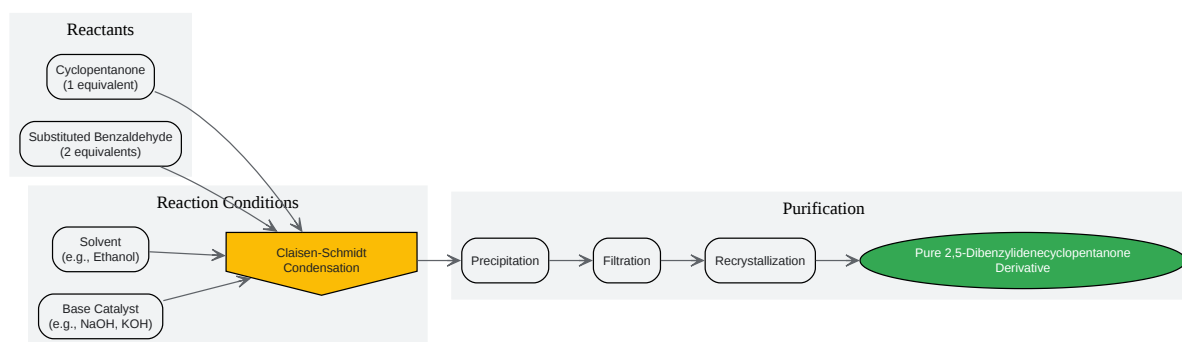 Reactants
Cyclopentanone
(1 equivalent)
Substituted Benzaldehyde
(2 equivalents)
Reaction Conditions
Solvent
(e.g., Ethanol)
Base Catalyst
(e.g., NaOH, KOH)
Claisen-Schmidt
Condensation
Purification
Precipitation
Filtration
Recrystallization
Pure 2,5-Dibenzylidenecyclopentanone
Derivative